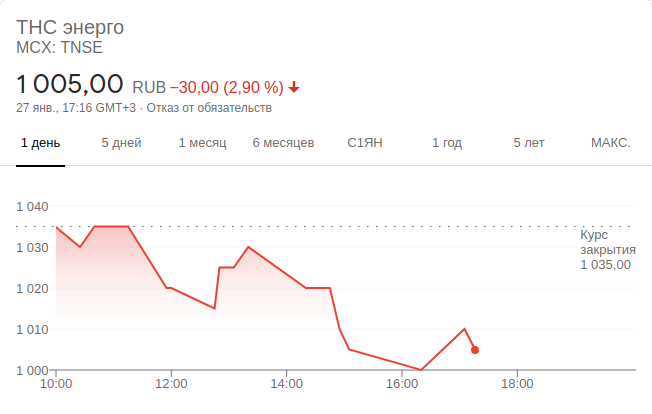 ТНС энерго
MCX: TNSE
1 005,00 RUB −30,00 (2,90 %)
27 янв., 17:16 GMT+3 · Отказ от обязательств
1 день 5 дней 1 месяц 6 месяцев С1ЯН 1 год 5 лет МАКС.
1 040
Курс
закрытия
1 035,00
1 030
1 020
1 010
1 000
10:00 12:00 14:00 16:00 18:00